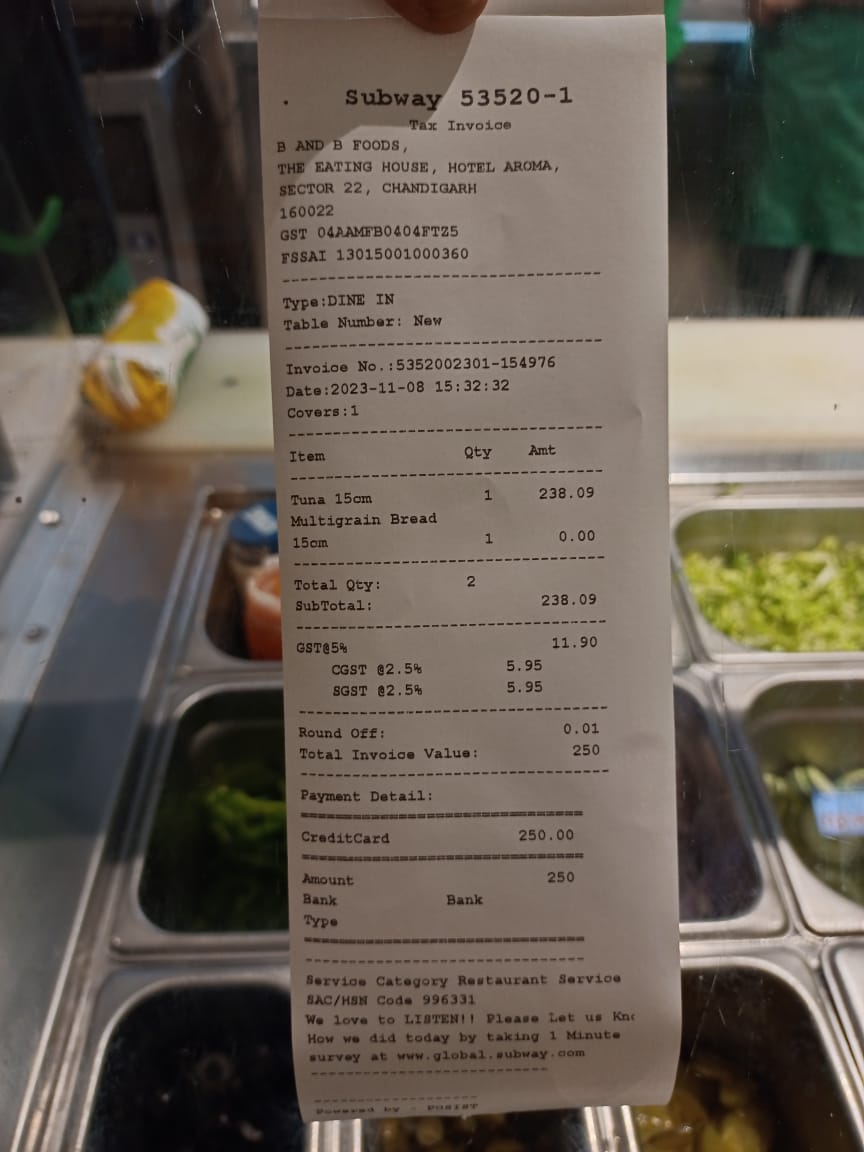 Subway 53520-1
Tax Invoice
B AND B FOODS,
THE EATING HOUSE, HOTEL AROMA,
SECTOR 22, CHANDIGARH
160022
GST 04AAMFB0404FTZ5
FSSAI 13015001000360
Type:DINE IN
Table Number: New
Invoice No.:5352002301-154976
Date:2023-11-08 15:32:32
Covers:1
Item Qty Amt
Tuna 15cm 1 238.09
Multigrain Bread
15cm 1 0.00
Total Qty: 2
SubTotal: 238.09
GST@5% 11.90
CGST @2.5% 5.95
SGST @2.5% 5.95
Round Off: 0.01
Total Invoice Value: 250
Payment Detail:
CreditCard 250.00
Amount 250
Bank Bank
Type
Service Category Restaurant Service
SAC/HSN Code 996331
We love to LISTEN!! Please Let us Kno
How we did today by taking 1 Minute
survey at www.global.subway.com
Powered by - POSIST